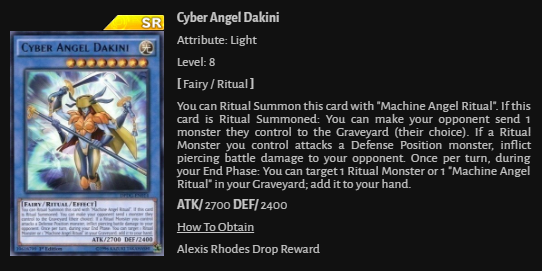 SR
Cyber Angel Dakini
CYBER ANGEL DAKINI
Attribute: Light
Level: 8
[ Fairy / Ritual ]
You can Ritual Summon this card with "Machine Angel Ritual". If this
card is Ritual Summoned: You can make your opponent send 1
monster they control to the Graveyard (their choice). If a Ritual
Monster you control attacks a Defense Position monster, inflict
piercing battle damage to your opponent. Once per turn, during
your End Phase: You can target 1 Ritual Monster or 1 "Machine Angel
Ritual" in your Graveyard; add it to your hand.
ATK/ 2700 DEF/ 2400
How To Obtain
Alexis Rhodes Drop Reward
[FAIRY/RITUAL/EFFECT]
ATK/2700 DEF/2400
1st Edition